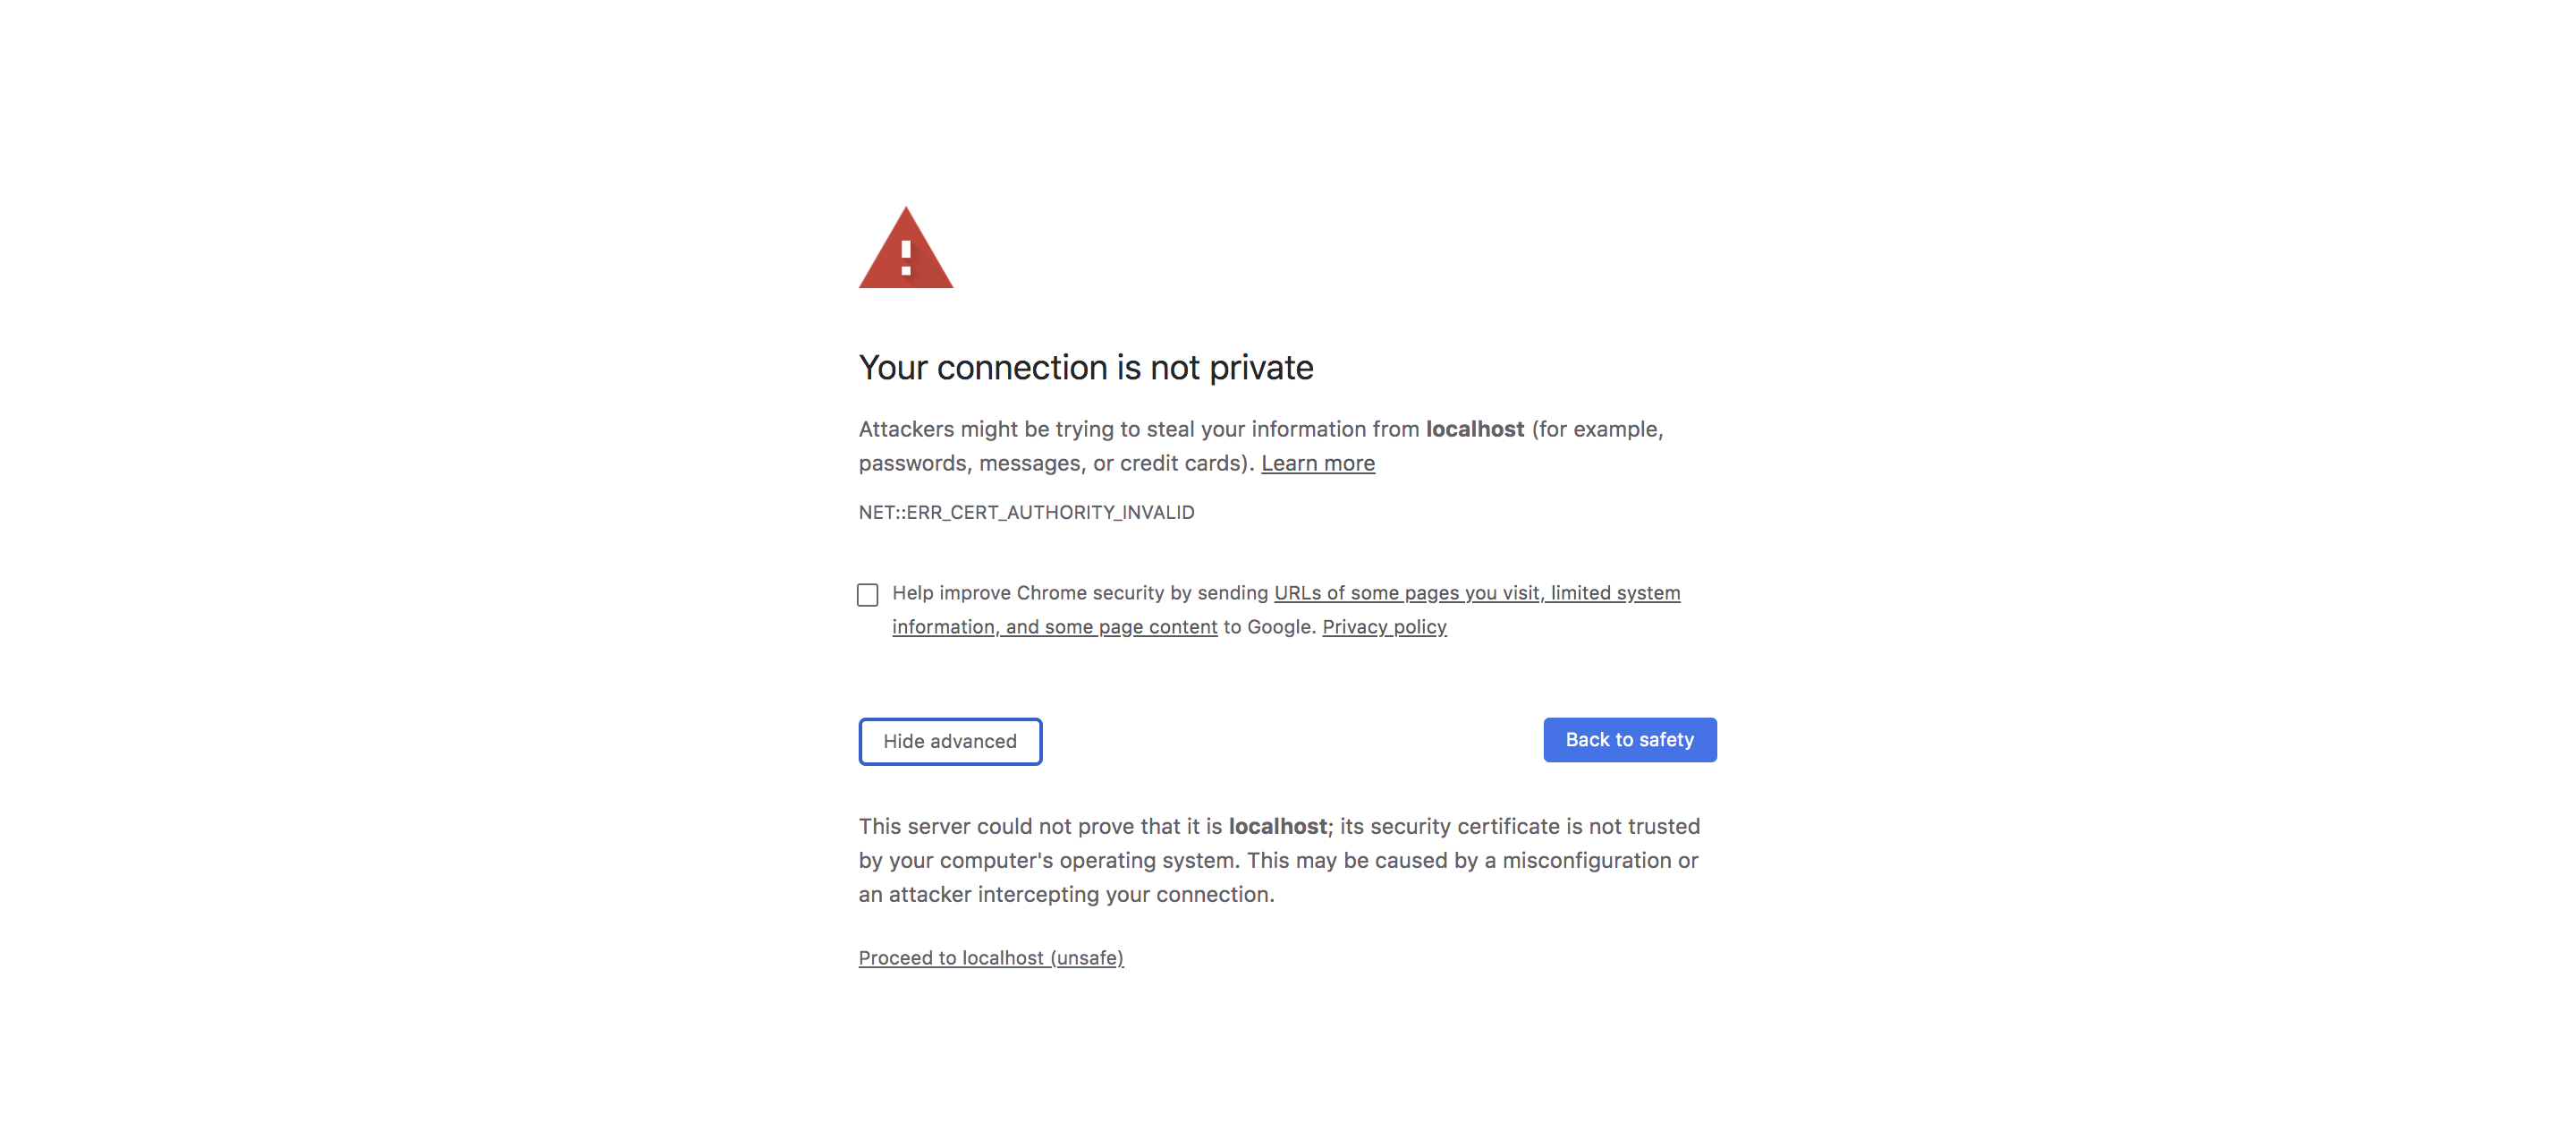 Your connection is not private
Attackers might be trying to steal your information from localhost (for example,
passwords, messages, or credit cards). Learn more
NET::ERR_CERT_AUTHORITY_INVALID
Help improve Chrome security by sending URLs of some pages you visit, limited system
information, and some page content to Google. Privacy policy
Hide advanced
Back to safety
This server could not prove that it is localhost; its security certificate is not trusted
by your computer's operating system. This may be caused by a misconfiguration or
an attacker intercepting your connection.
Proceed to localhost (unsafe)